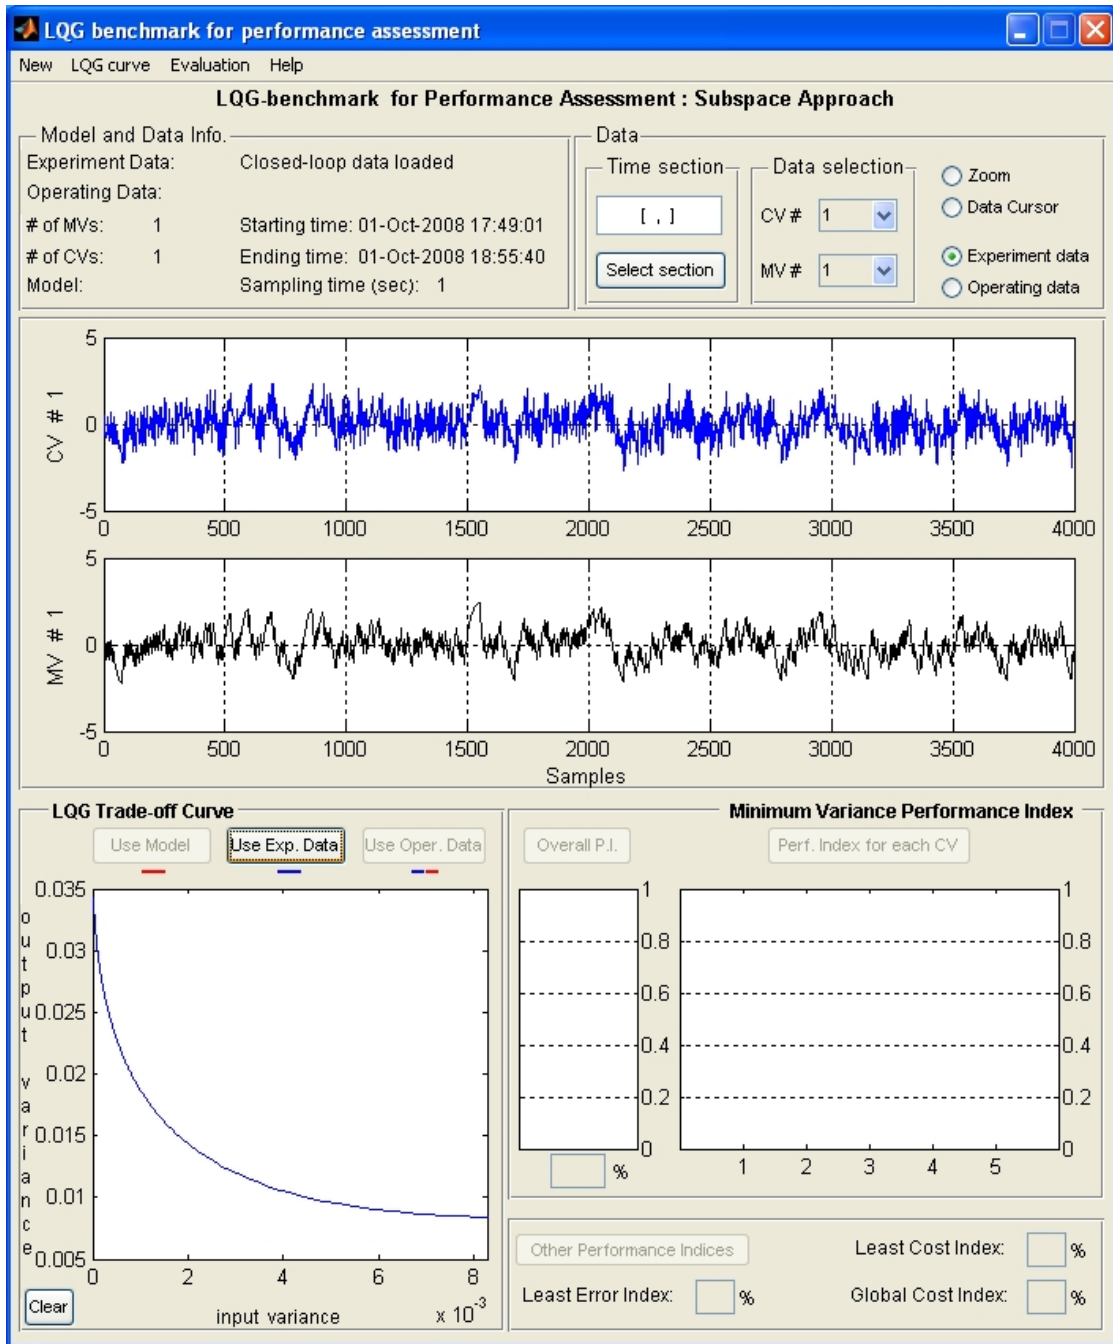 LQG benchmark for performance assessment
New LQG curve Evaluation Help
LQG-benchmark for Performance Assessment : Subspace Approach
Model and Data Info.
Experiment Data: Closed-loop data loaded
Operating Data:
# of MVs: 1 Starting time: 01-Oct-2008 17:49:01
# of CVs: 1 Ending time: 01-Oct-2008 18:55:40
Model: Sampling time (sec): 1
Data
Time section
[ , ]
Select section
Data selection
CV # 1
MV # 1
Zoom
Data Cursor
Experiment data
Operating data
CV # 1
5
0
-5
0 500 1000 1500 2000 2500 3000 3500 4000
MV # 1
5
0
-5
0 500 1000 1500 2000 2500 3000 3500 4000
Samples
LQG Trade-off Curve
Use Model Use Exp. Data Use Oper. Data
output variance
0.035
0.03
0.025
0.02
0.015
0.01
0.005
0 2 4 6 8
input variance x 10-3
Clear
Minimum Variance Performance Index
Overall P.I. Perf. Index for each CV
1
0.8
0.6
0.4
0.2
0
%
1
0.8
0.6
0.4
0.2
0
1 2 3 4 5
Other Performance Indices Least Cost Index: %
Least Error Index: % Global Cost Index: %